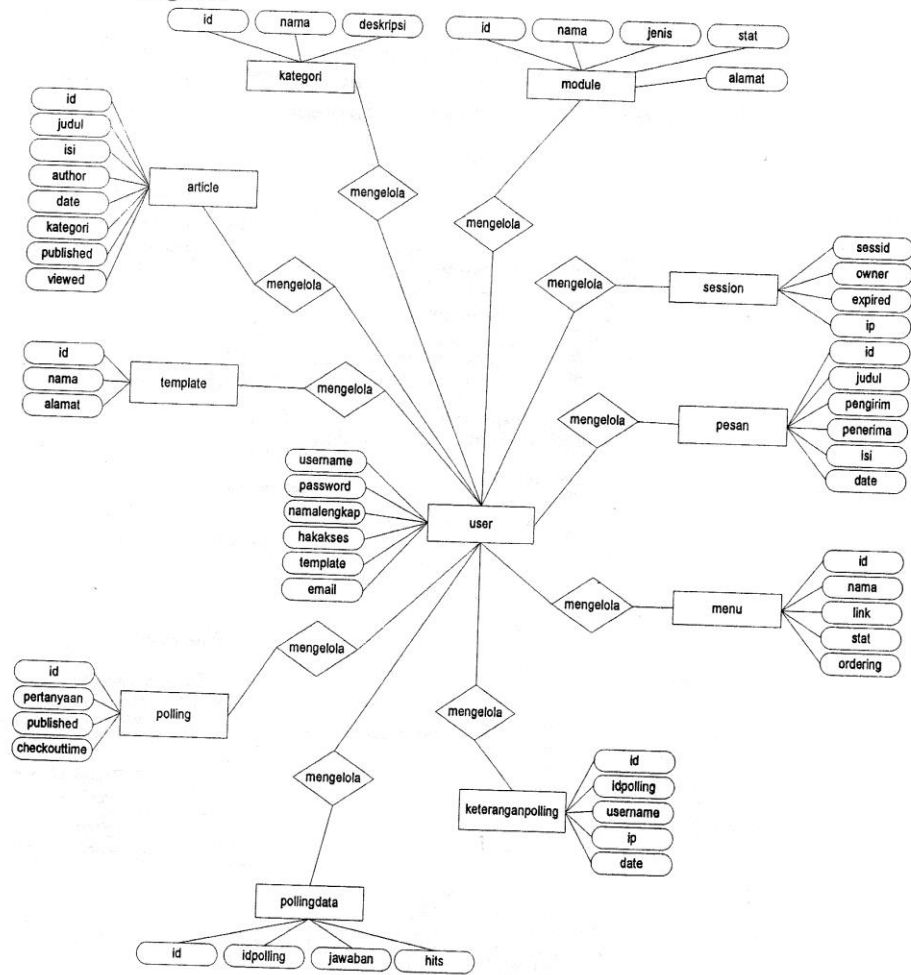 id
nama
deskripsi
kategori
id
nama
jenis
stat
alamat
module
id
judul
isi
author
date
kategori
published
viewed
article
mengelola
mengelola
mengelola
mengelola
session
sessid
owner
expired
ip
id
nama
alamat
template
mengelola
mengelola
pesan
id
judul
pengirim
penerima
isi
date
username
password
namalengkap
hakakses
template
email
user
mengelola
menu
id
nama
link
stat
ordering
id
pertanyaan
published
checkouttime
polling
mengelola
mengelola
mengelola
keteranganpolling
id
idpolling
username
ip
date
pollingdata
id
idpolling
jawaban
hits